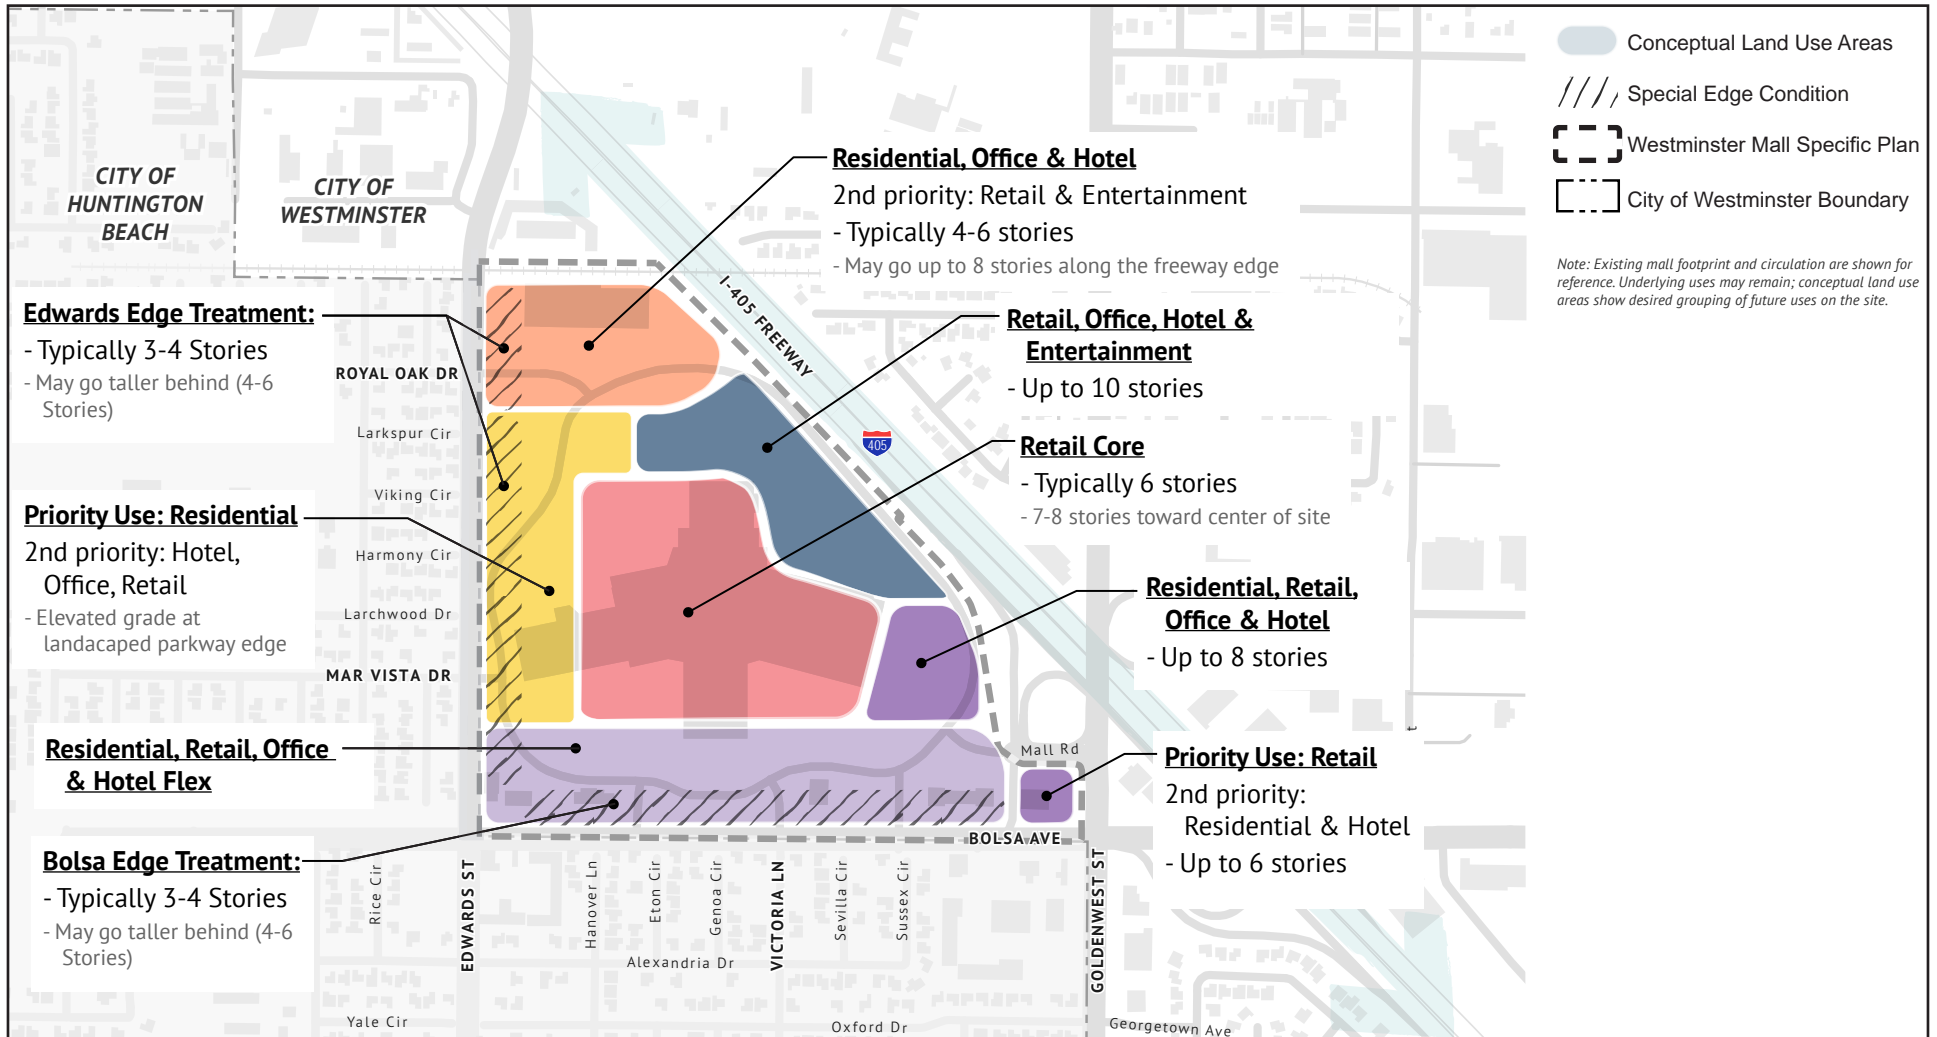 Conceptual Land Use Areas
Special Edge Condition
Westminster Mall Specific Plan
City of Westminster Boundary
Note: Existing mall footprint and circulation are shown for
reference. Underlying uses may remain; conceptual land use
areas show desired grouping of future uses on the site.
CITY OF
HUNTINGTON
BEACH
CITY OF
WESTMINSTER
Residential, Office & Hotel
2nd priority: Retail & Entertainment
- Typically 4-6 stories
- May go up to 8 stories along the freeway edge
I-405 FREEWAY
405
Edwards Edge Treatment:
- Typically 3-4 Stories
- May go taller behind (4-6
Stories)
Retail, Office, Hotel &
Entertainment
- Up to 10 stories
Retail Core
- Typically 6 stories
- 7-8 stories toward center of site
Priority Use: Residential
2nd priority: Hotel,
Office, Retail
- Elevated grade at
landacaped parkway edge
Residential, Retail,
Office & Hotel
- Up to 8 stories
Residential, Retail, Office
& Hotel Flex
Priority Use: Retail
2nd priority:
Residential & Hotel
- Up to 6 stories
Bolsa Edge Treatment:
- Typically 3-4 Stories
- May go taller behind (4-6
Stories)
ROYAL OAK DR
Larkspur Cir
Viking Cir
Harmony Cir
Larchwood Dr
MAR VISTA DR
Mall Rd
BOLSA AVE
Rice Cir
EDWARDS ST
Hanover Ln
Eton Cir
Genoa Cir
VICTORIA LN
Sevilla Cir
Sussex Cir
GOLDENWEST ST
Alexandria Dr
Yale Cir
Oxford Dr
Georgetown Ave